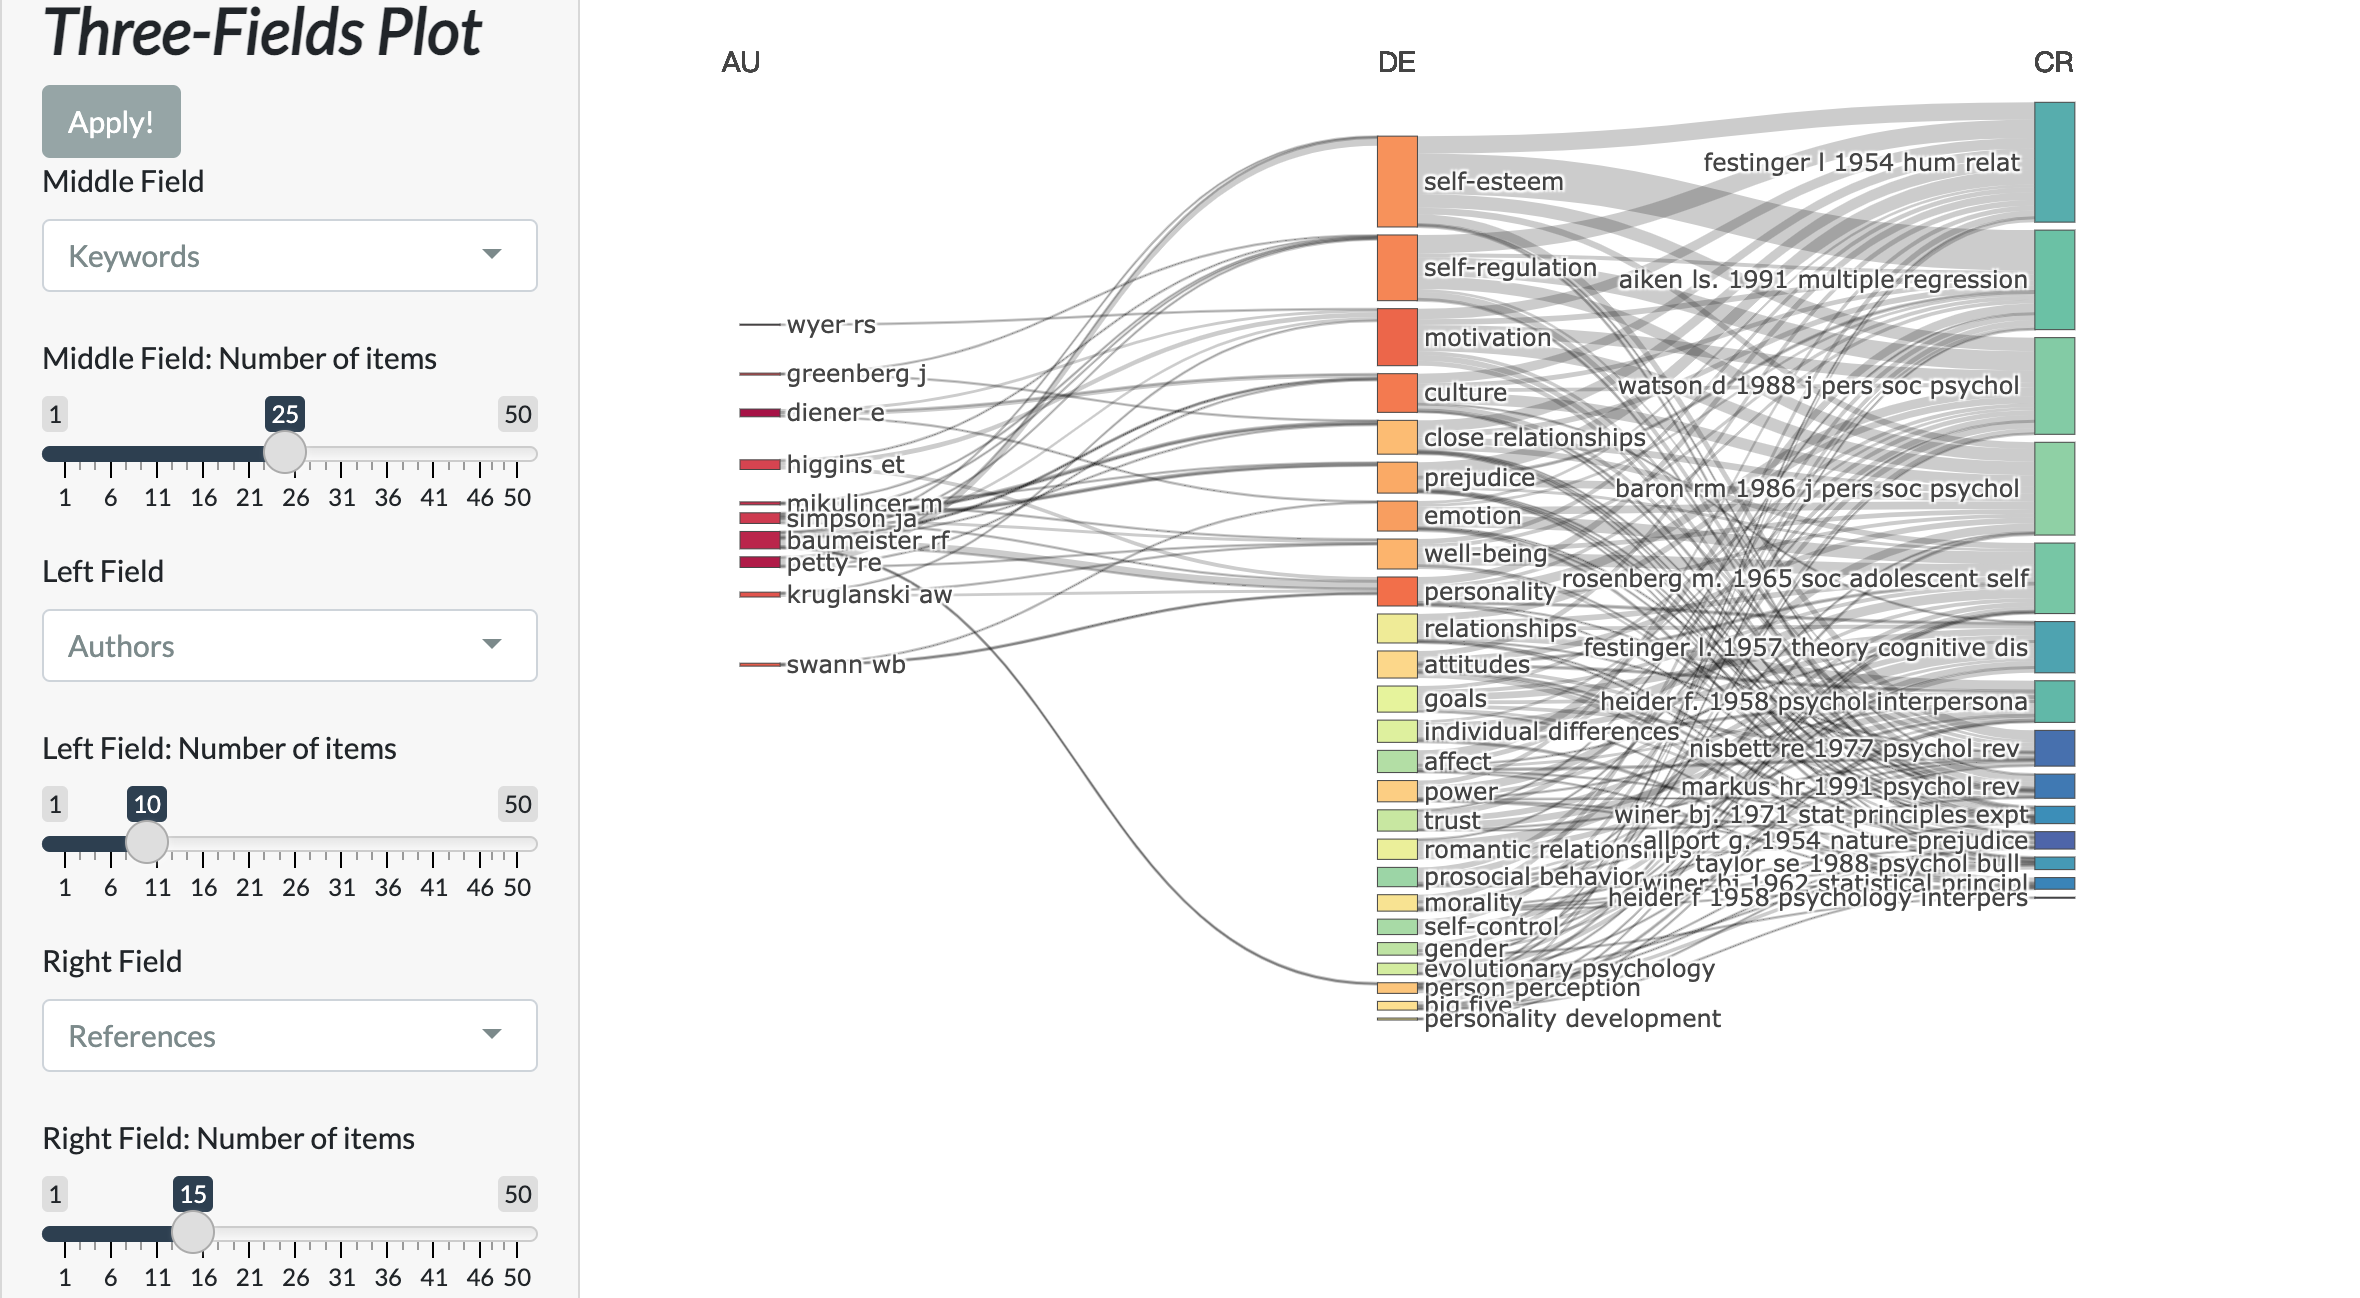 Three-Fields Plot
Apply!
Middle Field
Keywords
Middle Field: Number of items
1 25 50
1 6 11 16 21 26 31 36 41 46 50
Left Field
Authors
Left Field: Number of items
1 10 50
1 6 11 16 21 26 31 36 41 46 50
Right Field
References
Right Field: Number of items
1 15 50
1 6 11 16 21 26 31 36 41 46 50
AU
wyer rs
greenberg j
diener e
higgins et
mikulincer m
simpson ja
baumeister rf
petty re
kruglanski aw
swann wb
DE
self-esteem
self-regulation
motivation
culture
close relationships
prejudice
emotion
well-being
personality
relationships
attitudes
goals
individual differences
affect
power
trust
romantic relationships
prosocial behavior
morality
self-control
gender
evolutionary psychology
person perception
big five
personality development
CR
festinger l 1954 hum relat
aiken ls. 1991 multiple regression
watson d 1988 j pers soc psychol
baron rm 1986 j pers soc psychol
rosenberg m. 1965 soc adolescent self
festinger l. 1957 theory cognitive dis
heider f. 1958 psychol interpersona
nisbett re 1977 psychol rev
markus hr 1991 psychol rev
winer bj. 1971 stat principles expt
allport g. 1954 nature prejudice
taylor se 1988 psychol bull
winer bj 1962 statistical principl
heider f 1958 psychology interpers